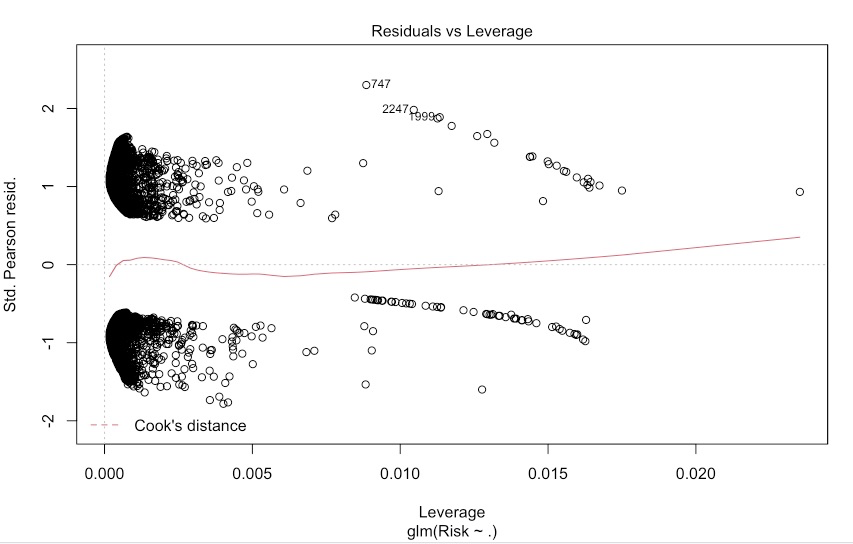 Residuals vs Leverage
747
2247
1999
2
1
0
-1
-2
Std. Pearson resid.
Cook's distance
0.000 0.005 0.010 0.015 0.020
Leverage
glm(Risk ~ .)